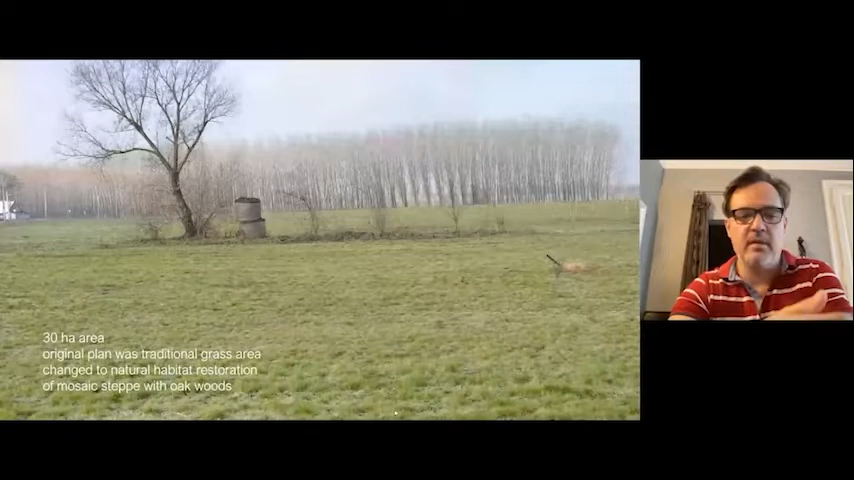 30 ha area
original plan was traditional grass area
changed to natural habitat restoration
of mosaic steppe with oak woods